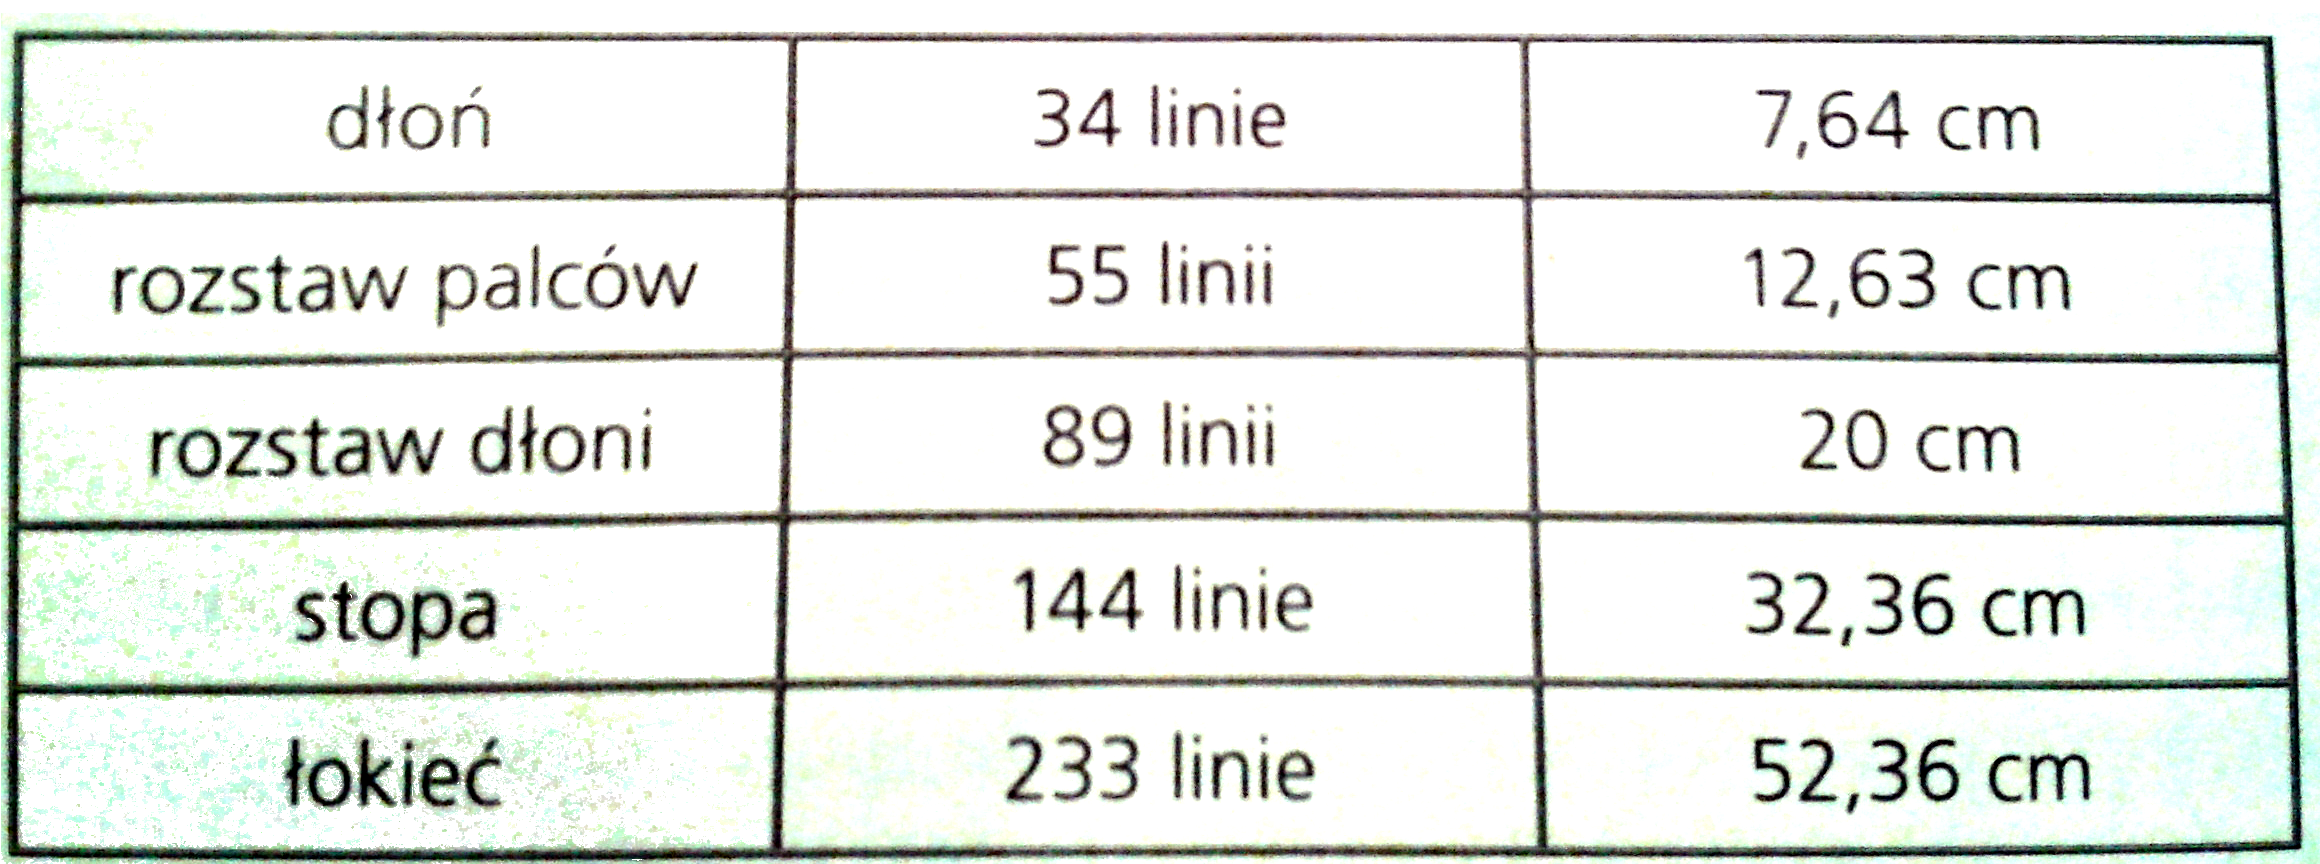 dłoń 34 linie 7,64 cm
rozstaw palców 55 linii 12,63 cm
rozstaw dłoni 89 linii 20 cm
stopa 144 linie 32,36 cm
łokieć 233 linie 52,36 cm